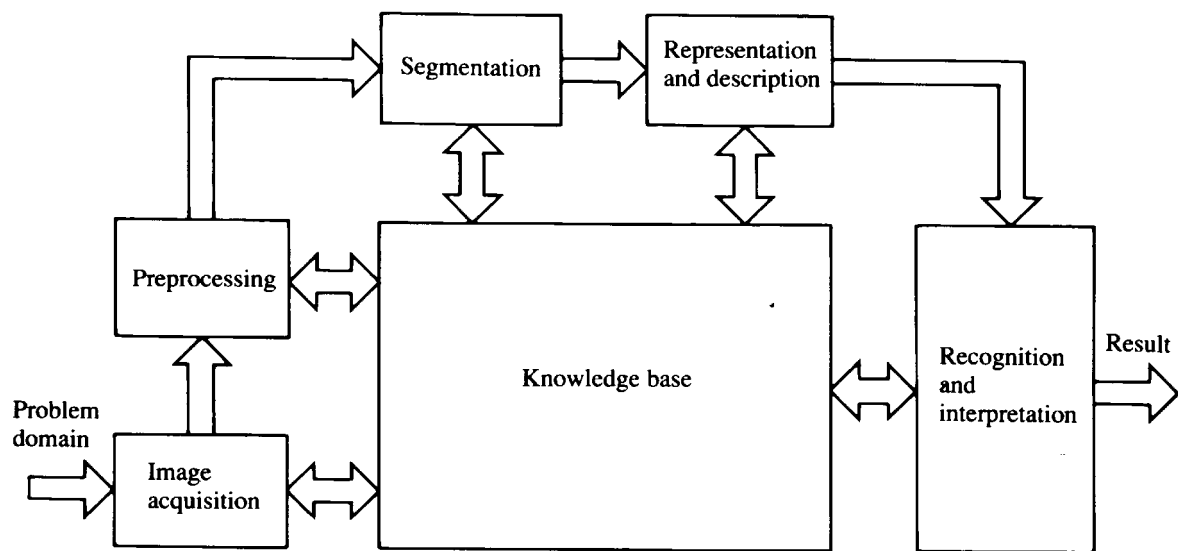 Segmentation
Representation
and description
Preprocessing
Knowledge base
Recognition
and
interpretation
Result
Problem
domain
Image
acquisition